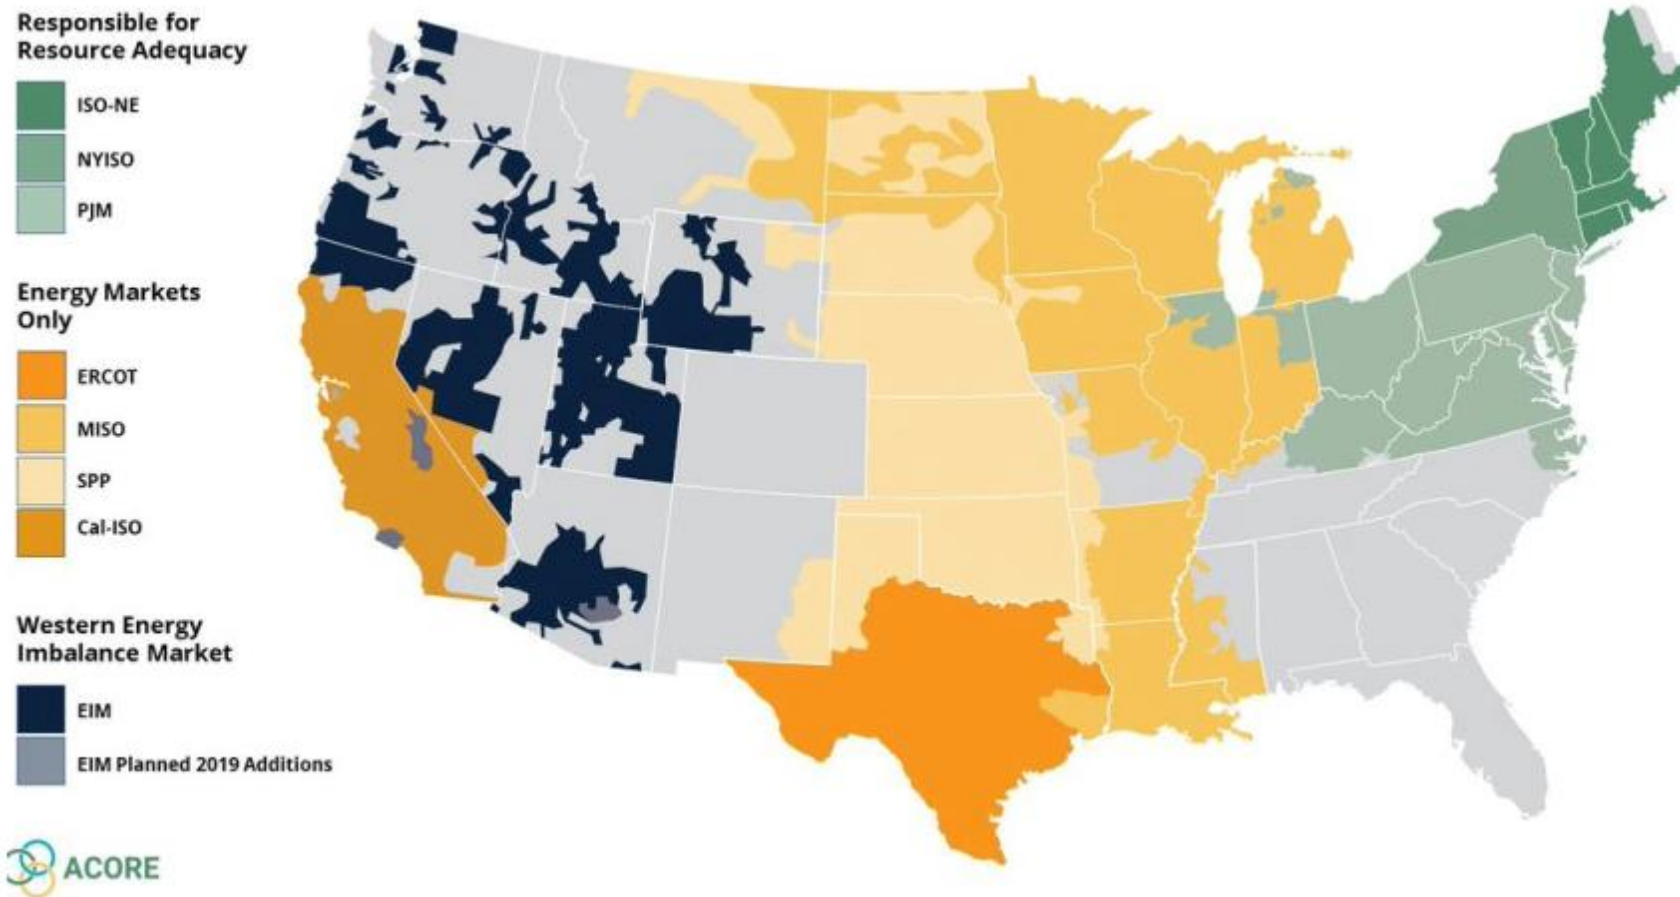 Responsible for
Resource Adequacy
ISO-NE
NYISO
PJM
Energy Markets
Only
ERCOT
MISO
SPP
Cal-ISO
Western Energy
Imbalance Market
EIM
EIM Planned 2019 Additions
ACORE